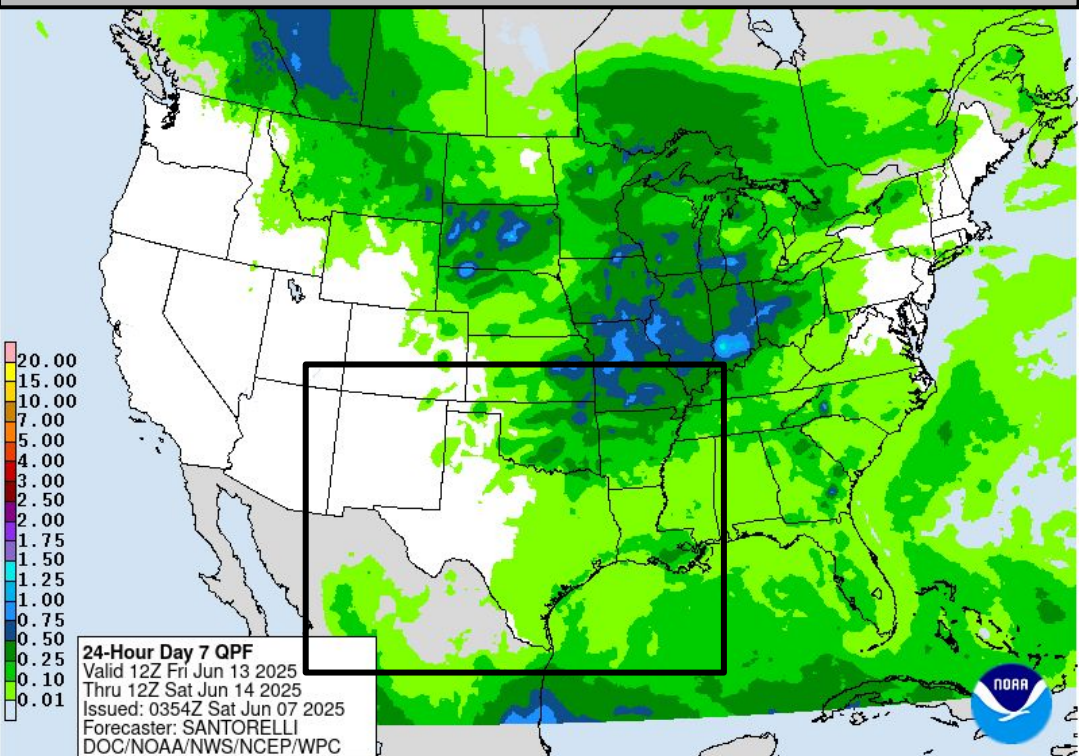 20.00
15.00
10.00
7.00
5.00
4.00
3.00
2.50
2.00
1.75
1.50
1.25
1.00
0.75
0.50
0.25
0.10
0.01
24-Hour Day 7 QPF
Valid 12Z Fri Jun 13 2025
Thru 12Z Sat Jun 14 2025
Issued: 0354Z Sat Jun 07 2025
Forecaster: SANTORELLI
DOC/NOAA/NWS/NCEP/WPC
NOAA